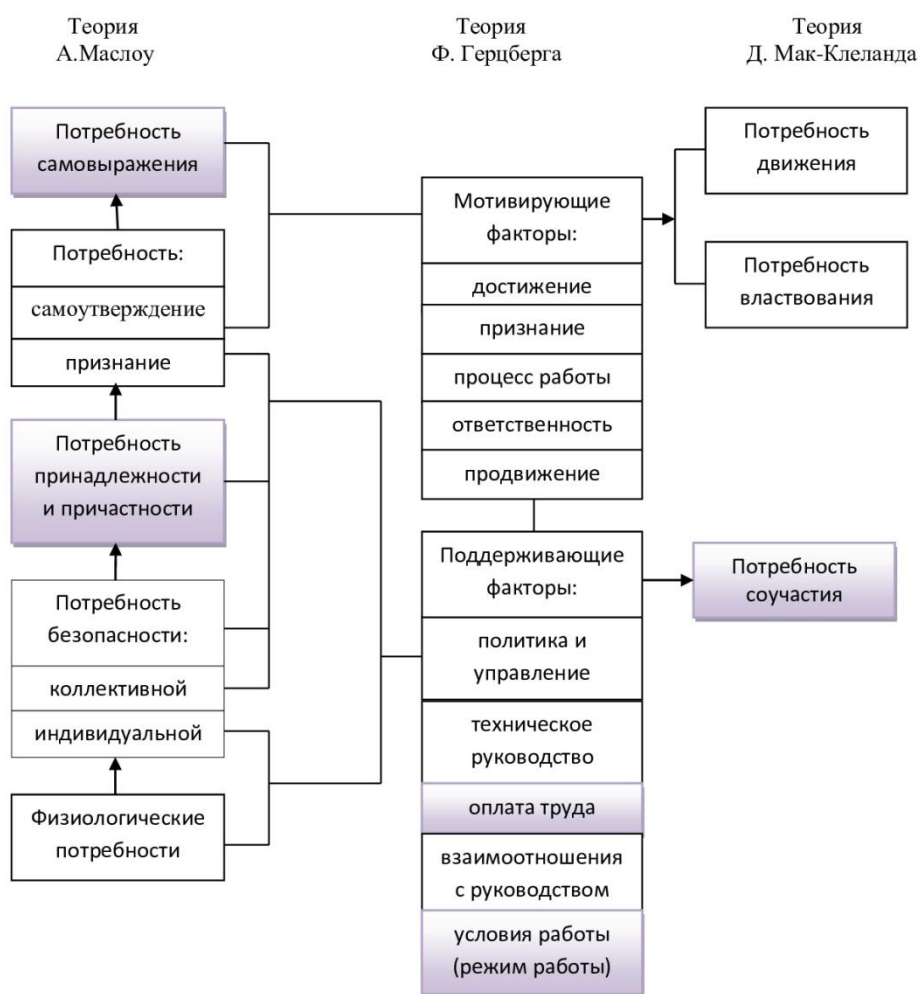 Теория
А.Маслоу
Теория
Ф. Герцберга
Теория
Д. Мак-Клеланда
Потребность
самовыражения
Потребность:
самоутверждение
признание
Потребность
принадлежности
и причастности
Потребность
безопасности:
коллективной
индивидуальной
Физиологические
потребности
Мотивирующие
факторы:
достижение
признание
процесс работы
ответственность
продвижение
Поддерживающие
факторы:
политика и
управление
техническое
руководство
оплата труда
взаимоотношения
с руководством
условия работы
(режим работы)
Потребность
движения
Потребность
властвования
Потребность
соучастия